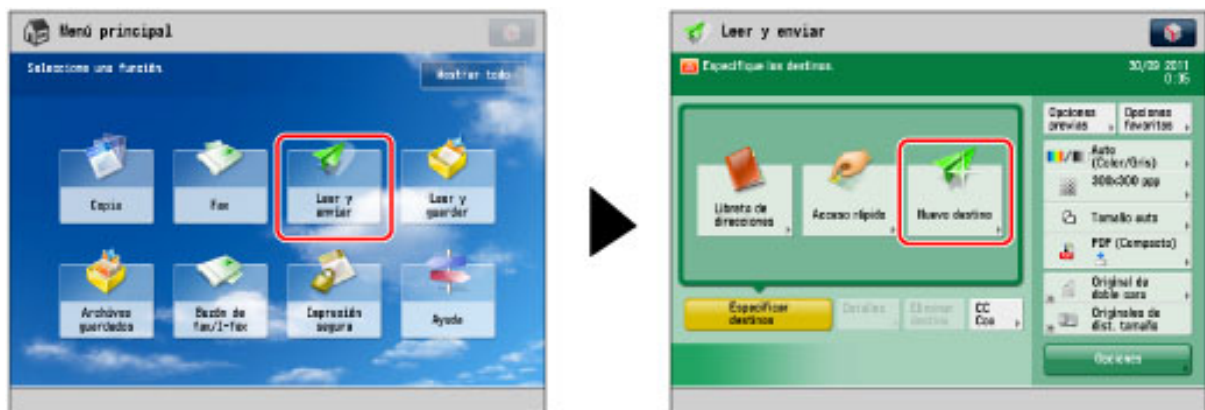 Menú principal
Seleccione una función.
Mostrar todo
Copia
Fax
Leer y
enviar
Leer y
guardar
Archivos
guardados
Buzón de
fax/I-fax
Impresión
segura
Ayuda
Leer y enviar
Especifique los destinos.
30/09 2011
0:35
Libreta de
direcciones
Acceso rápido
Nuevo destino
Especificar
destinos
Detalles
Eliminar
destino
CC
Cco
Opciones
previas
Opciones
favoritas
Auto
(Color/Gris)
300x300 ppp
Tamaño auto
PDF (Compacto)
Original de
doble cara
Originales de
dist. tamaño
Opciones